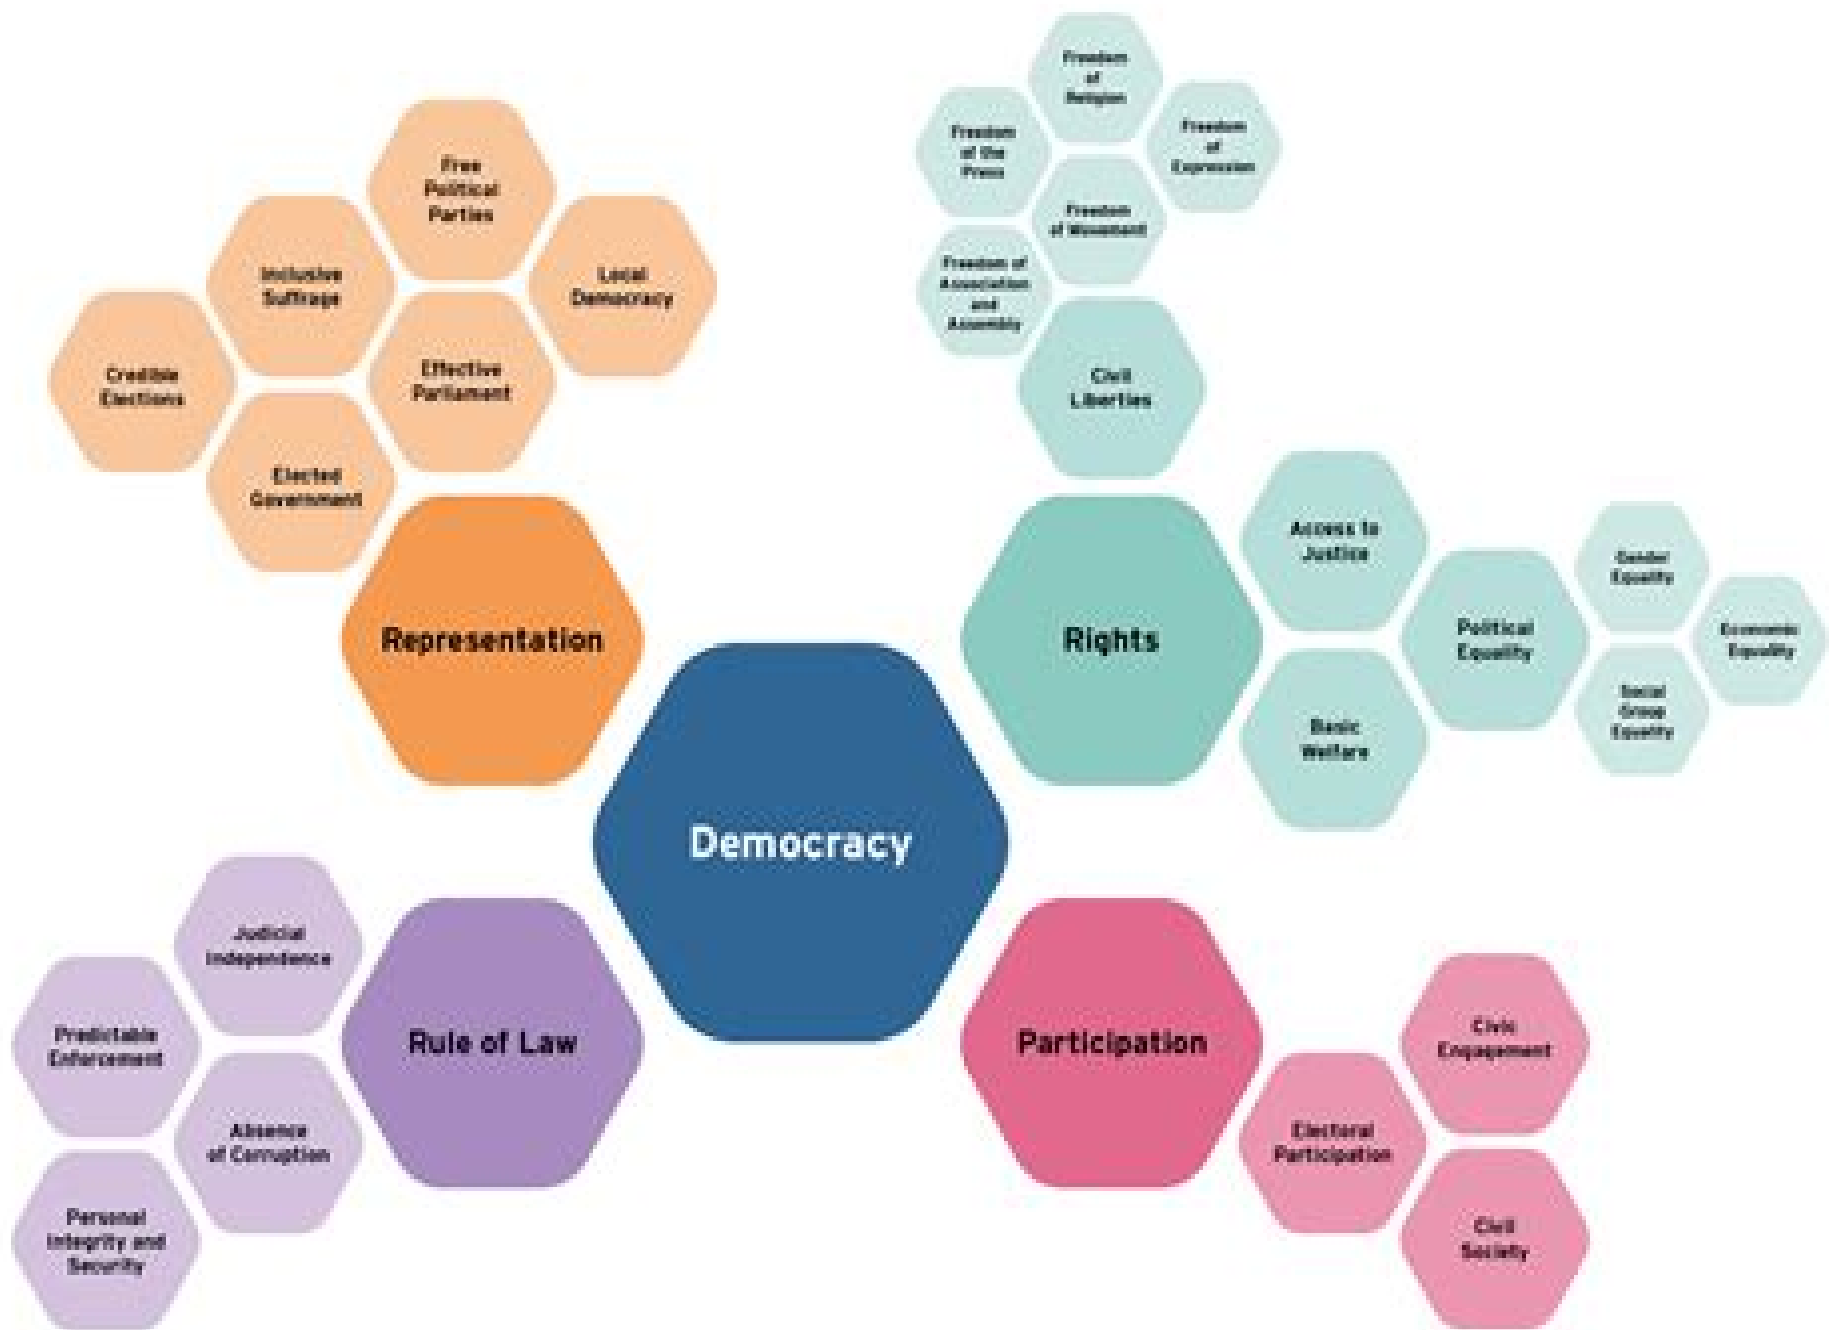 Free
Political
Parties
Inclusive
Suffrage
Local
Democracy
Credible
Elections
Effective
Parliament
Elected
Government
Representation
Freedom
of
Religion
Freedom
of the
Press
Freedom
of
Expression
Freedom
of Movement
Freedom of
Association
and
Assembly
Civil
Liberties
Rights
Access to
Justice
Basic
Welfare
Political
Equality
Gender
Equality
Economic
Equality
Social
Group
Equality
Democracy
Judicial
Independence
Predictable
Enforcement
Absence
of Corruption
Personal
Integrity and
Security
Rule of Law
Participation
Electoral
Participation
Civic
Engagement
Civil
Society